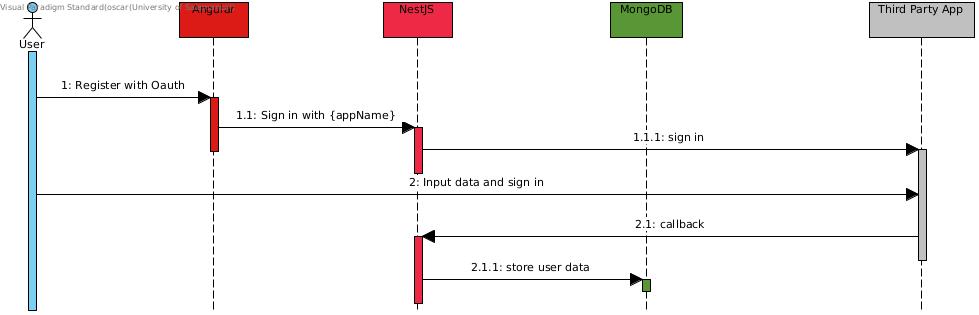 Visual Paradigm Standard(oscar(University of
User
Angular
NestJS
MongoDB
Third Party App
1: Register with Oauth
1.1: Sign in with {appName}
1.1.1: sign in
2: Input data and sign in
2.1: callback
2.1.1: store user data